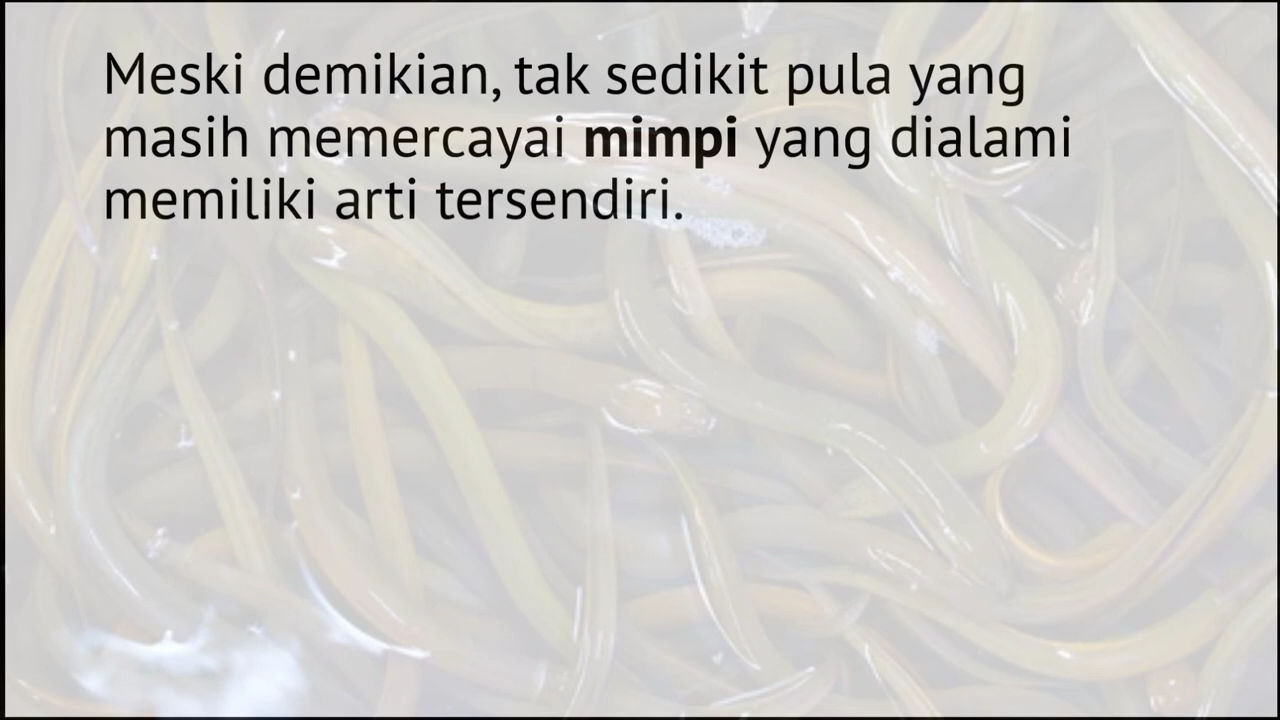 Meski demikian, tak sedikit pula yang
masih memercayai mimpi yang dialami
memiliki arti tersendiri.